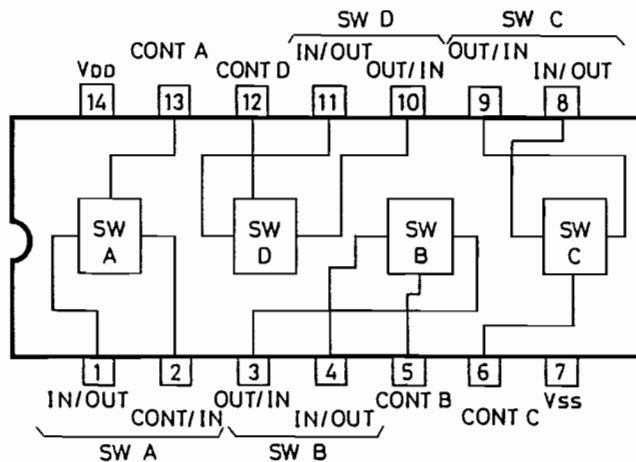 SW D SW C
CONT A IN/OUT OUT/IN
VDD CONT D OUT/IN IN/OUT
14 13 12 11 10 9 8
SW A
SW D
SW B
SW C
1 2 3 4 5 6 7
IN/OUT OUT/IN CONT B VSS
CONT/IN IN/OUT CONT C
SW A SW B